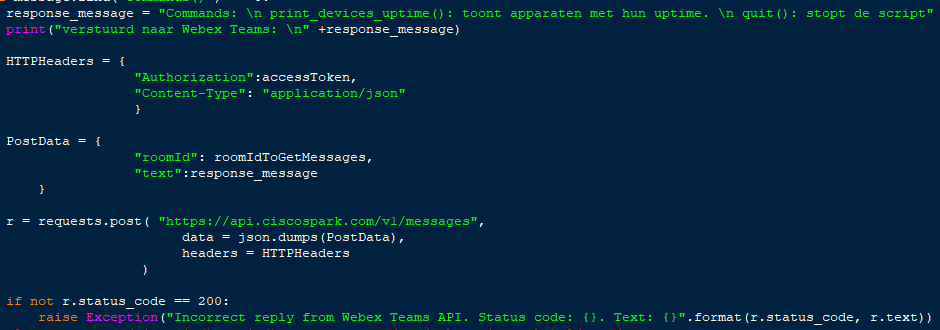 response_message = "Commands: \n print_devices_uptime(): toont apparaten met hun uptime. \n quit(): stopt de script"
print("verstuurd naar Webex Teams: \n" +response_message)
HTTPHeaders = {
"Authorization":accessToken,
"Content-Type": "application/json"
}
PostData = {
"roomId": roomIdToGetMessages,
"text":response_message
}
r = requests.post( "https://api.ciscospark.com/v1/messages",
data = json.dumps(PostData),
headers = HTTPHeaders
)
if not r.status_code == 200:
raise Exception("Incorrect reply from Webex Teams API. Status code: {}. Text: {}".format(r.status_code, r.text))